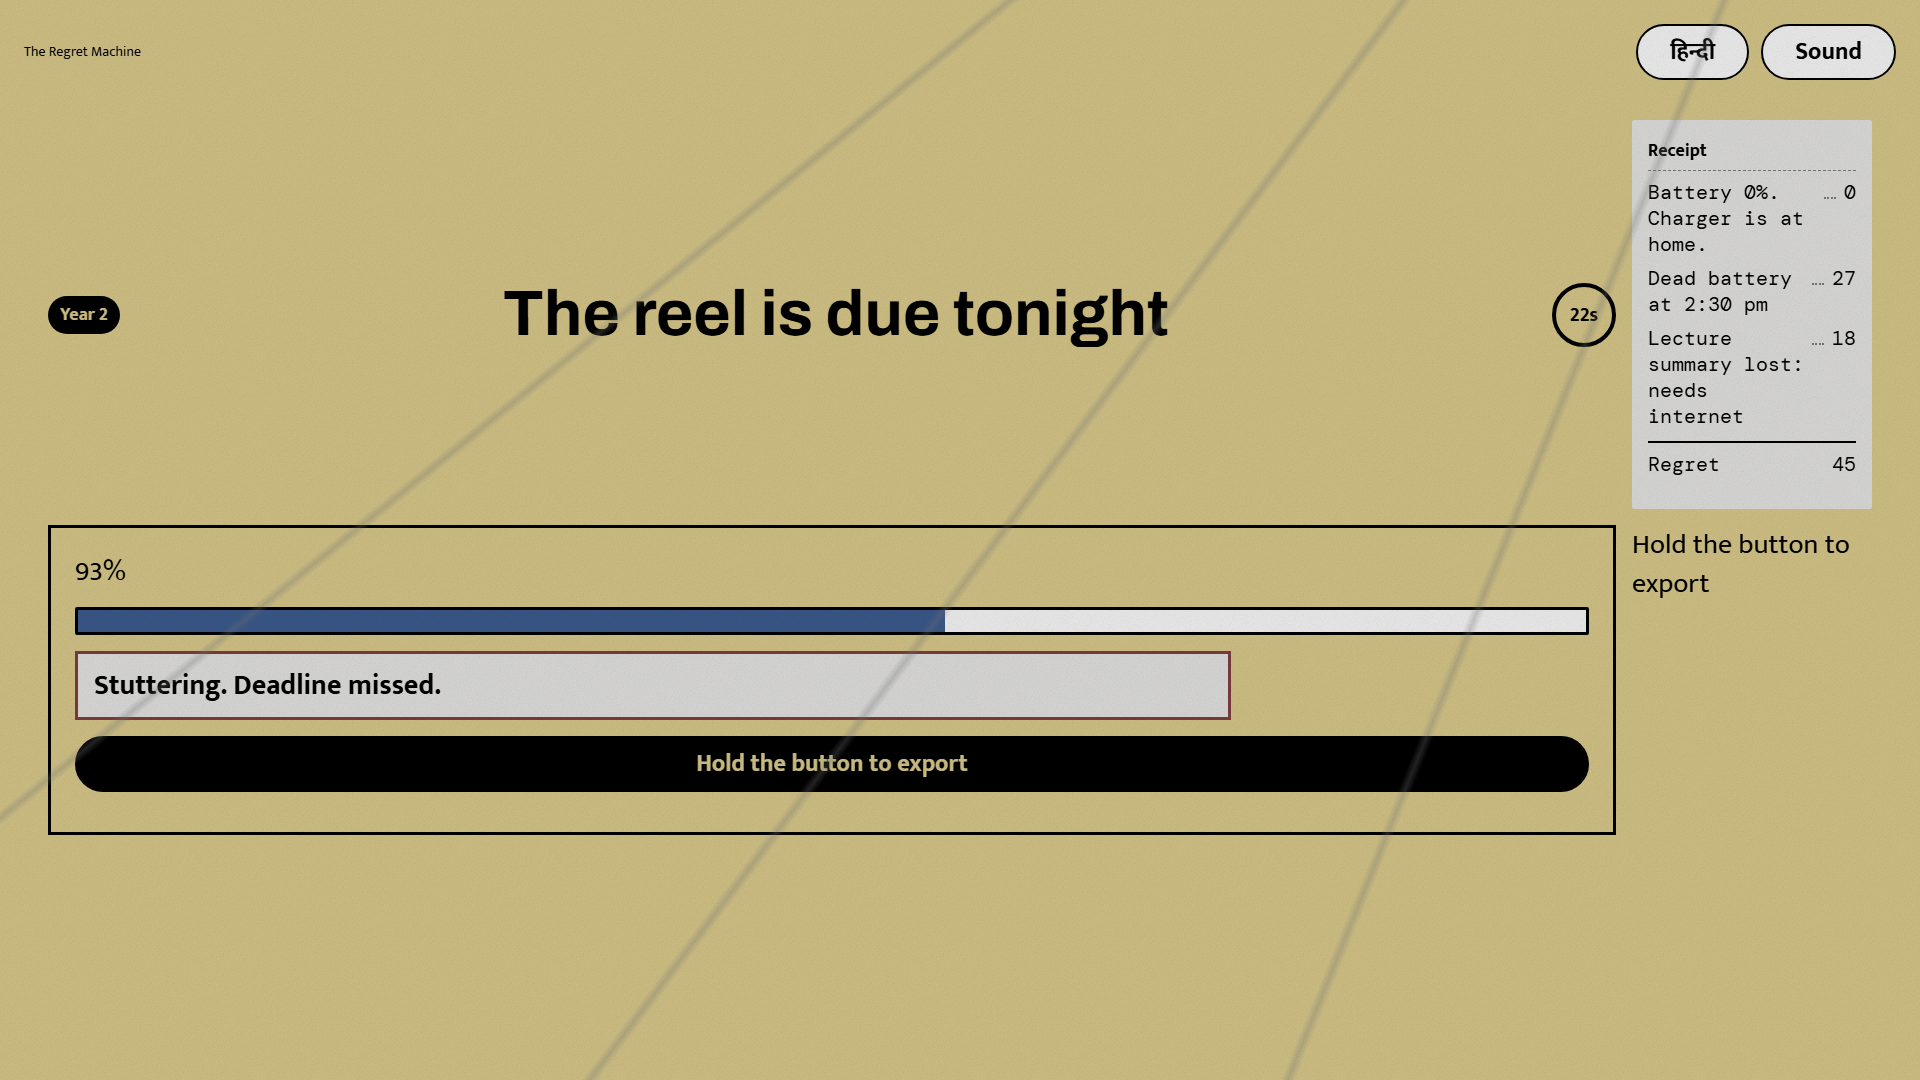 The Regret Machine
हिन्दी
Sound
Year 2
The reel is due tonight
22s
Receipt
Battery 0%. .... 0
Charger is at
home.
Dead battery .... 27
at 2:30 pm
Lecture .... 18
summary lost:
needs
internet
Regret 45
Hold the button to
export
93%
Stuttering. Deadline missed.
Hold the button to export